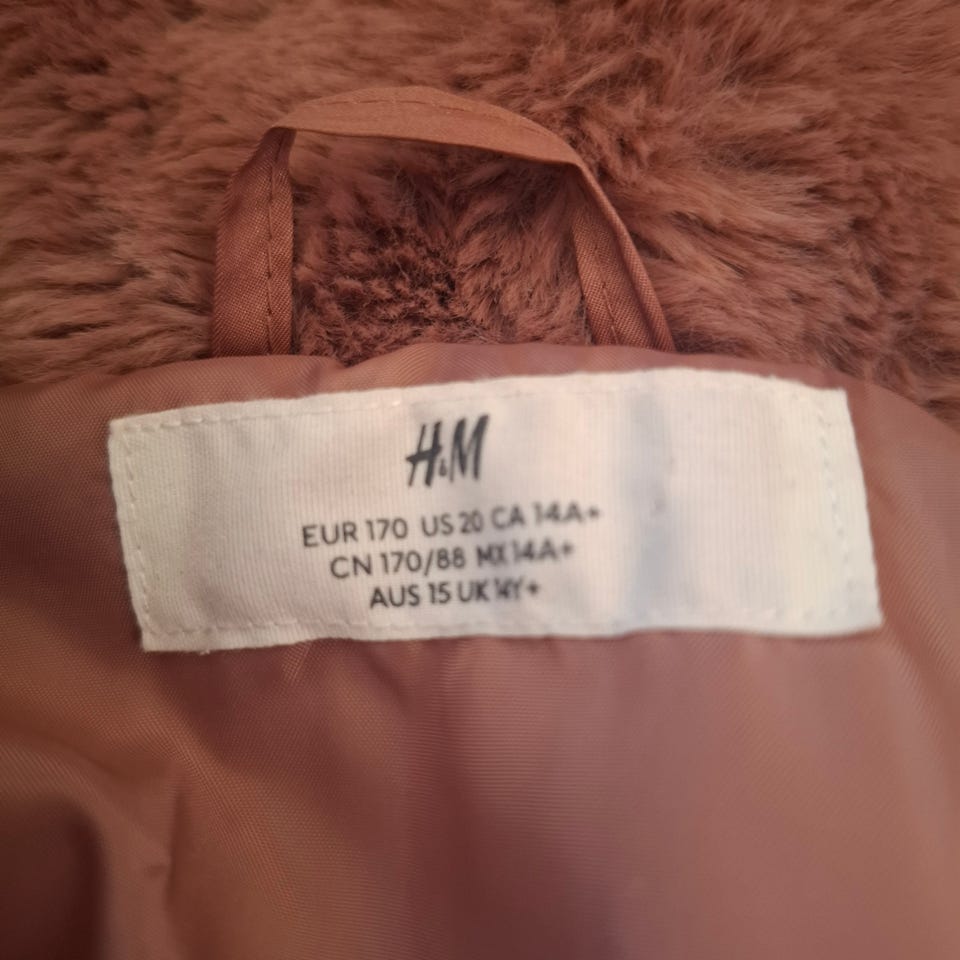 H&M
EUR 170 US 20 CA 14A+
CN 170/88 MX 14A+
AUS 15 UK 14Y+